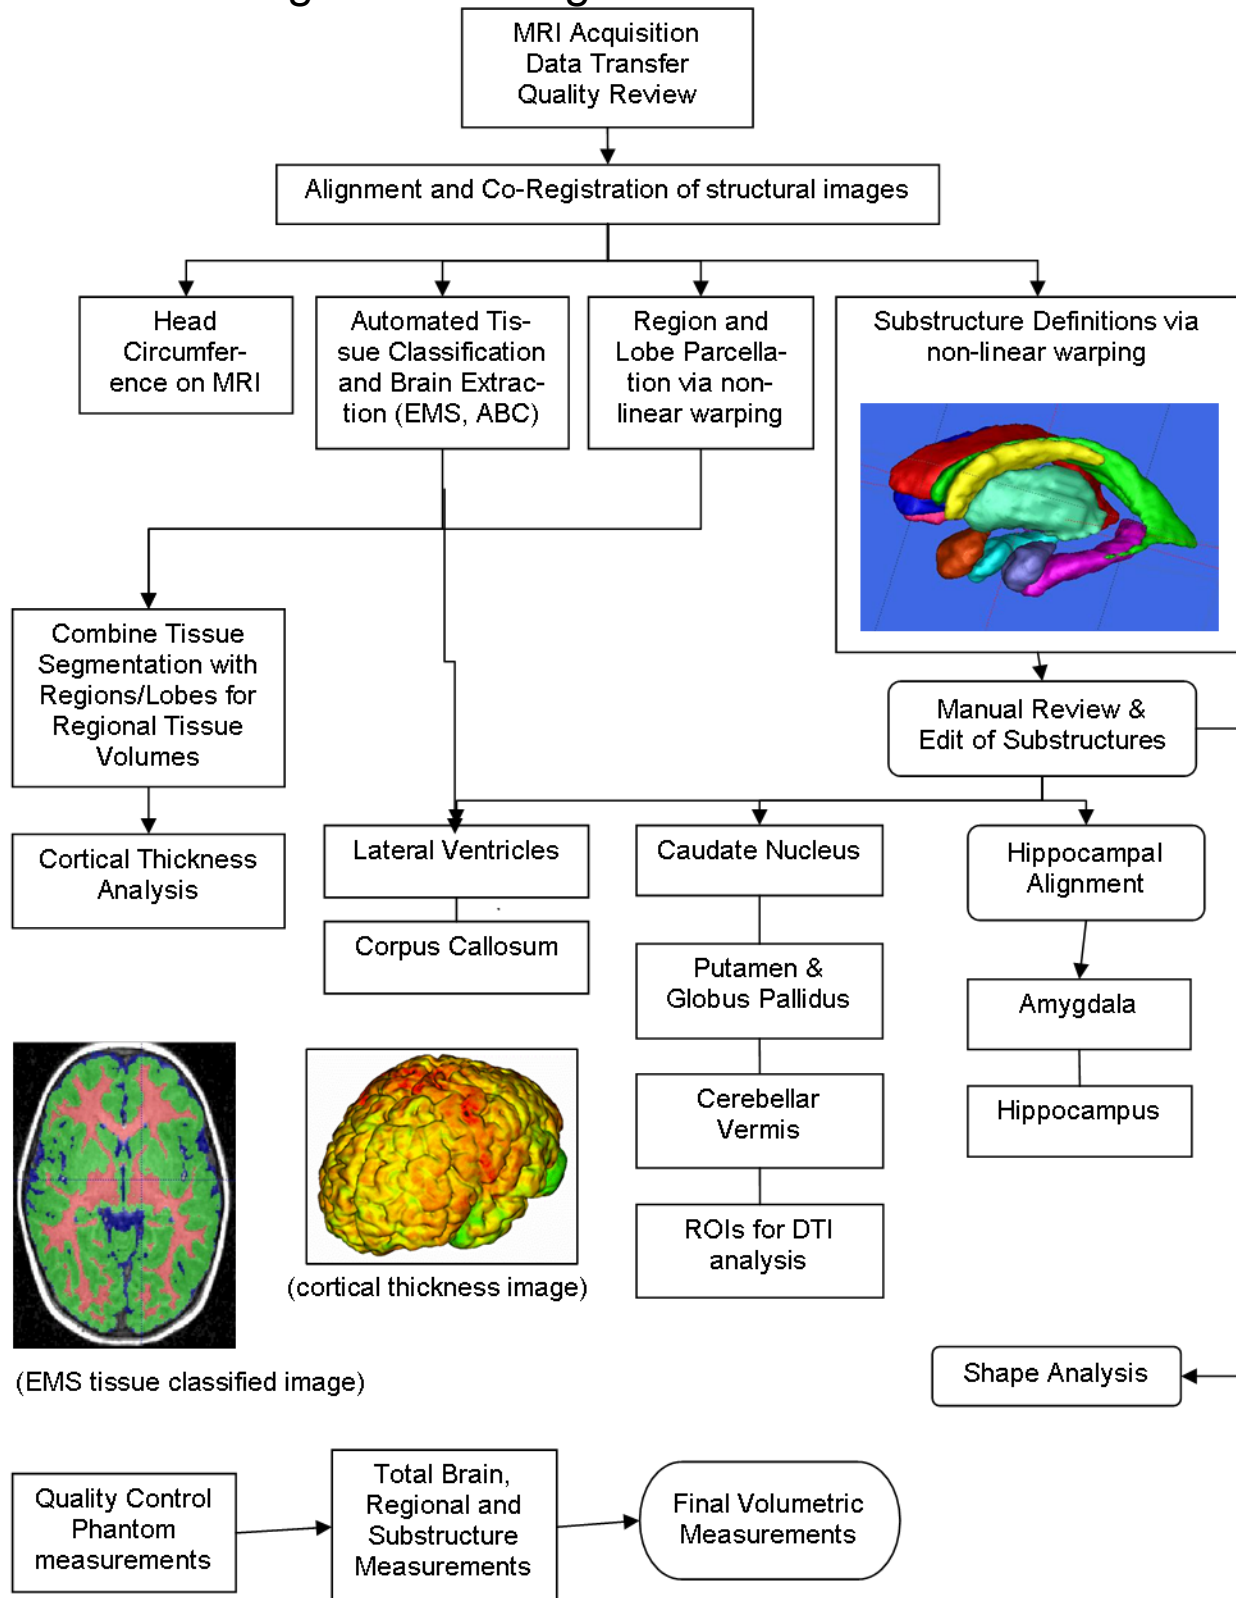 MRI Acquisition
Data Transfer
Quality Review
Alignment and Co-Registration of structural images
Head
Circumfer-
ence on MRI
Automated Tis-
sue Classification
and Brain Extrac-
tion (EMS, ABC)
Region and
Lobe Parcella-
tion via non-
linear warping
Substructure Definitions via
non-linear warping
Combine Tissue
Segmentation with
Regions/Lobes for
Regional Tissue
Volumes
Manual Review &
Edit of Substructures
Cortical Thickness
Analysis
Lateral Ventricles
Corpus Callosum
Caudate Nucleus
Putamen &
Globus Pallidus
Cerebellar
Vermis
ROIs for DTI
analysis
Hippocampal
Alignment
Amygdala
Hippocampus
(cortical thickness image)
(EMS tissue classified image)
Shape Analysis
Quality Control
Phantom
measurements
Total Brain,
Regional and
Substructure
Measurements
Final Volumetric
Measurements